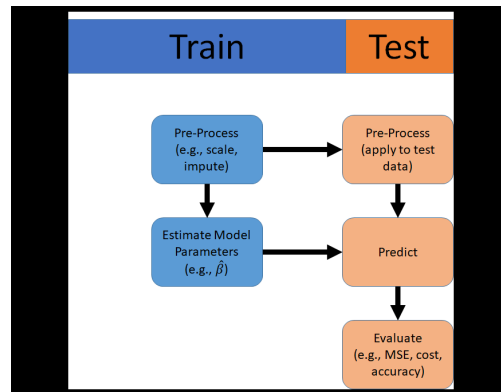 Train
Test
Pre-Process
(e.g., scale,
impute)
Pre-Process
(apply to test
data)
Estimate Model
Parameters
(e.g., β̂)
Predict
Evaluate
(e.g., MSE, cost,
accuracy)